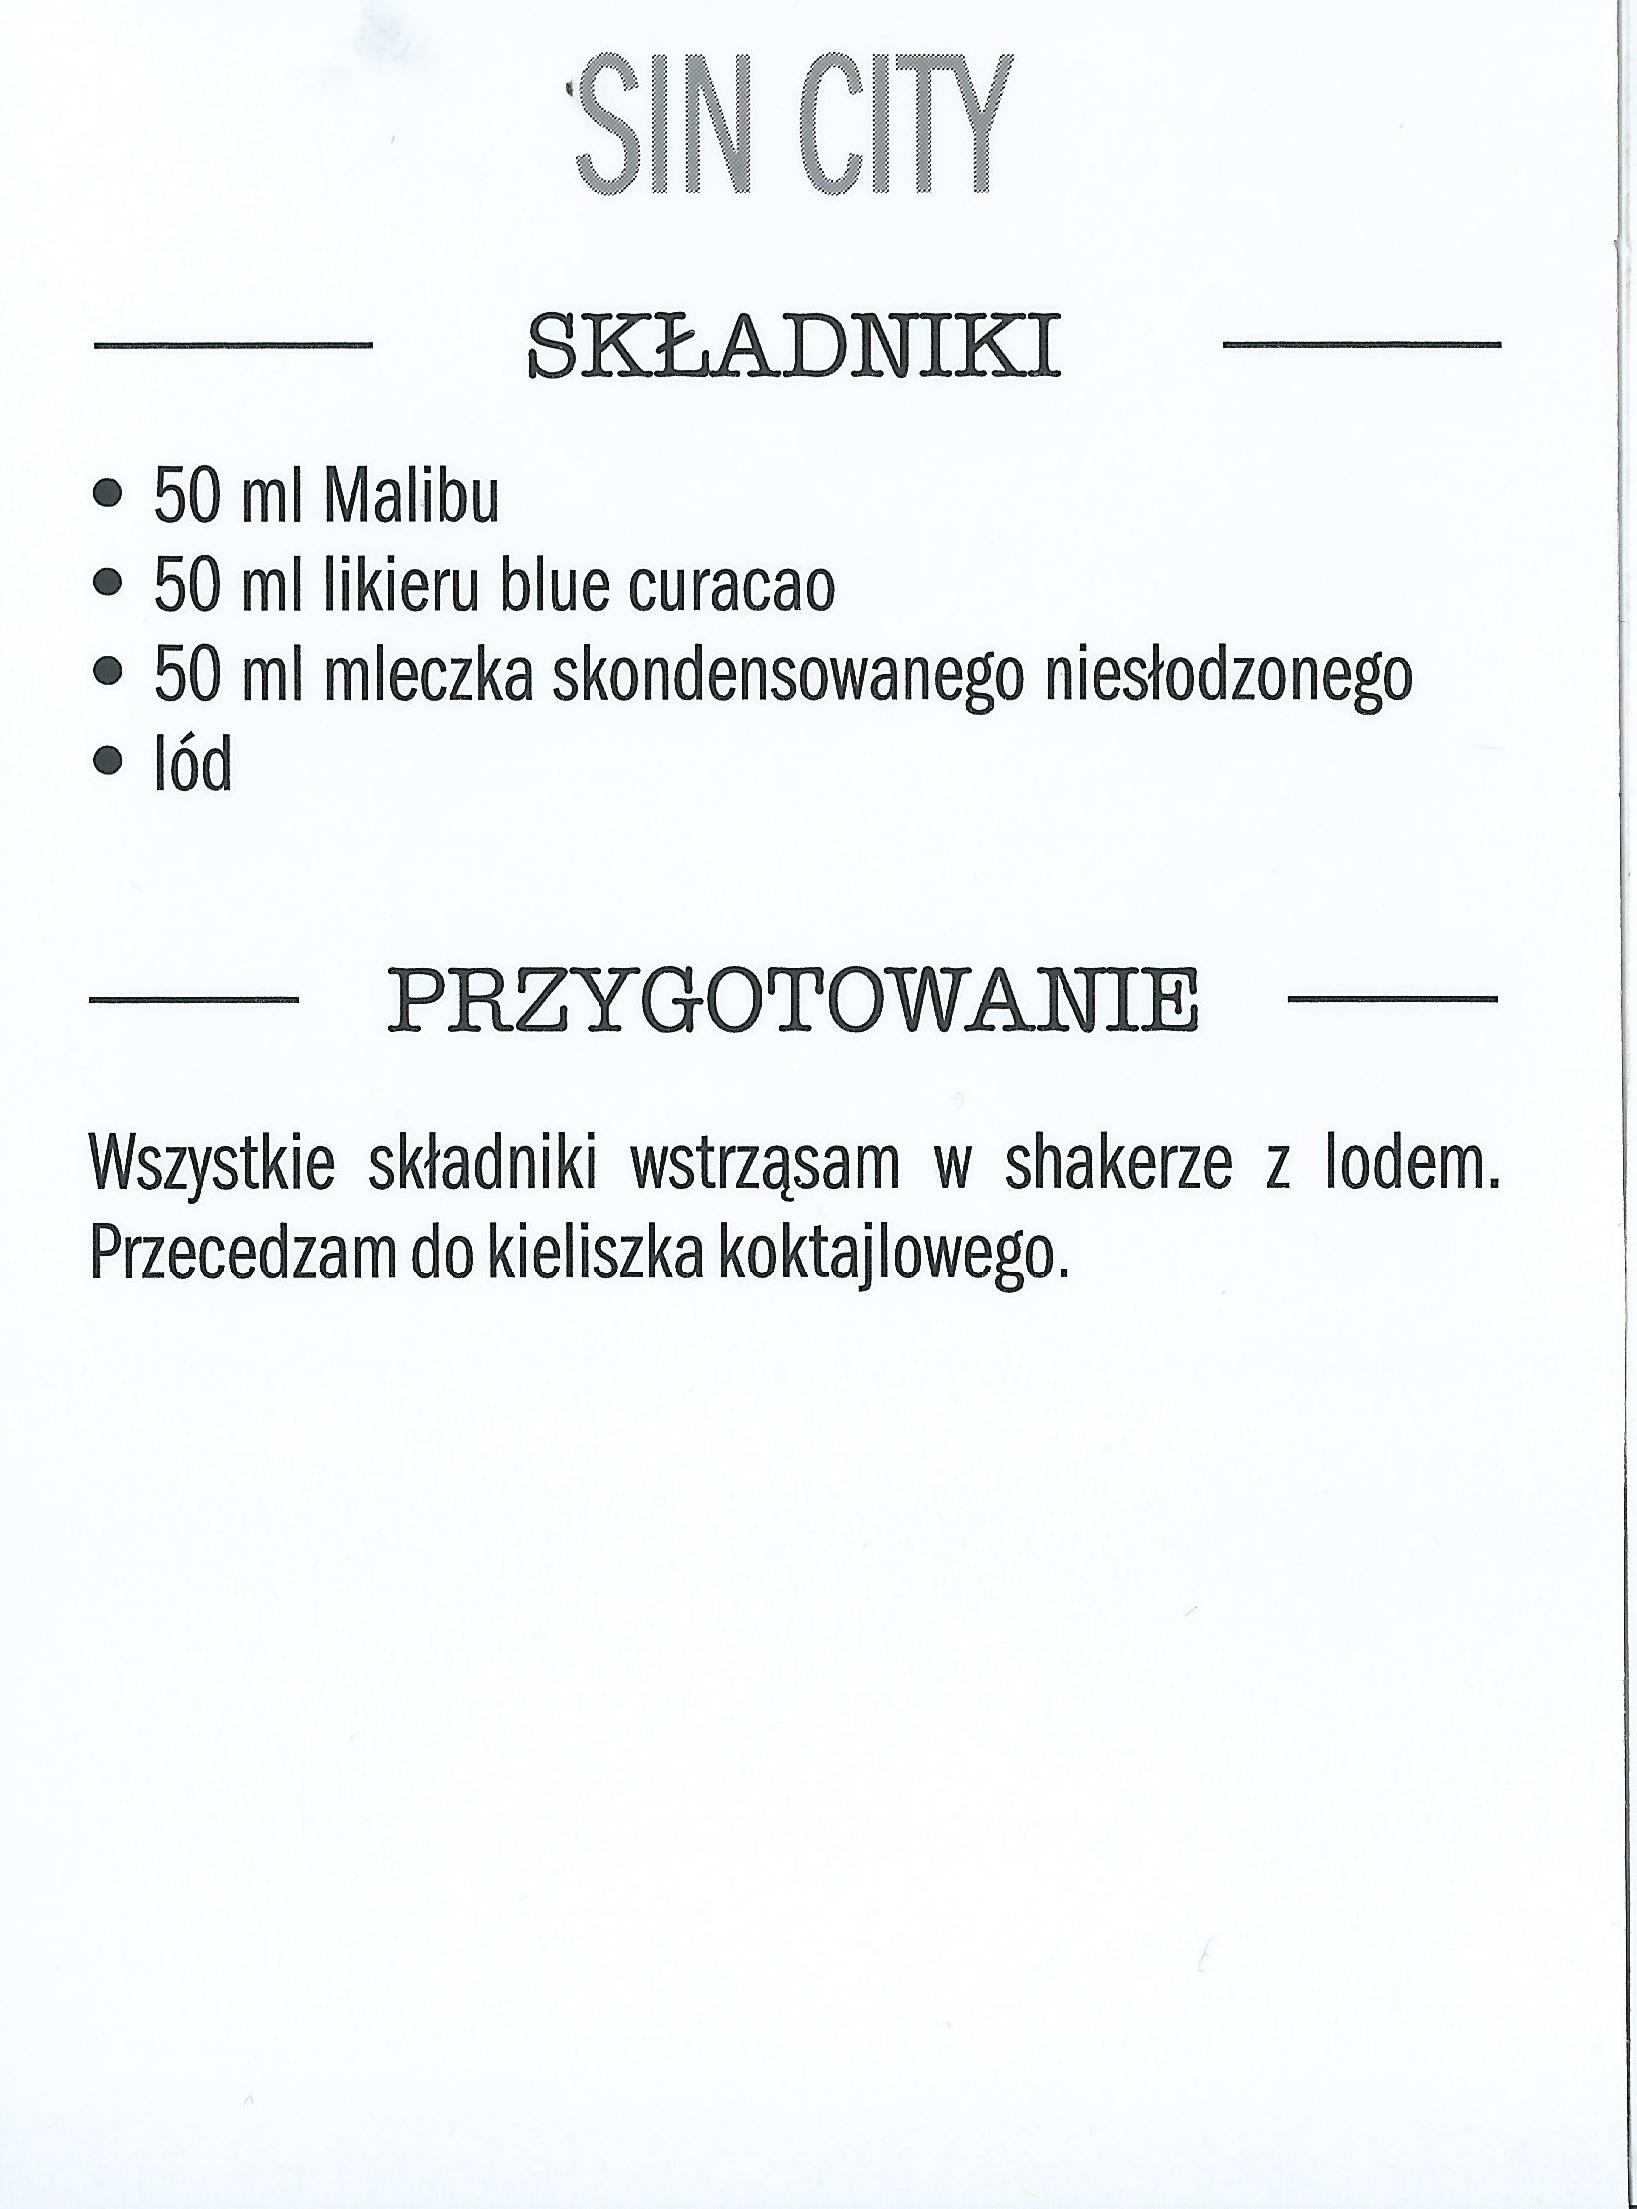 SIN CITY
SKŁADNIKI
• 50 ml Malibu
• 50 ml likieru blue curacao
• 50 ml mleczka skondensowanego niesłodzonego
• lód
PRZYGOTOWANIE
Wszystkie składniki wstrząsam w shakerze z lodem.
Przecedzam do kieliszka koktajlowego.